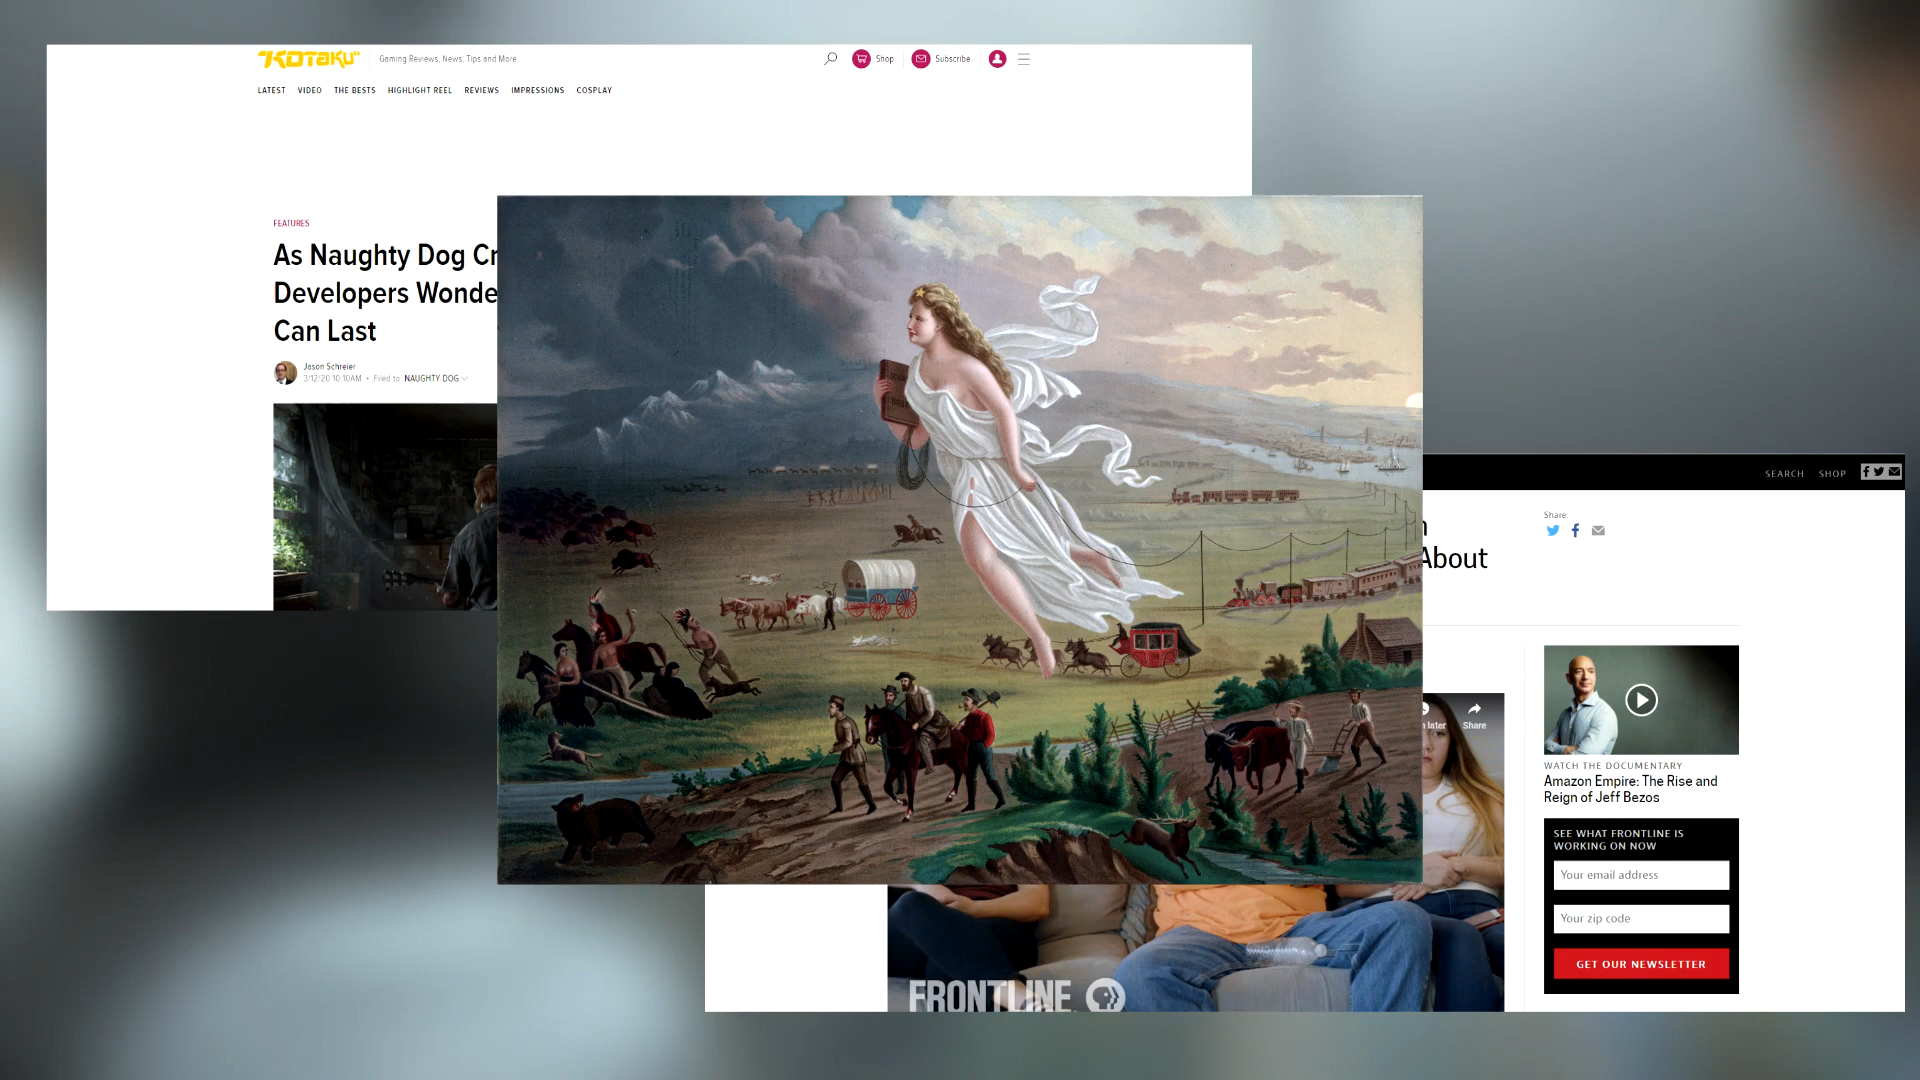 KOTAKU
Gaming Reviews, News, Tips and More.
Shop
Subscribe
LATEST
VIDEO
THE BESTS
HIGHLIGHT REEL
REVIEWS
IMPRESSIONS
COSPLAY
FEATURES
As Naughty Dog Cr
Developers Wonde
Can Last
Jason Schreier
3/12/20 10:10AM • Filed to: NAUGHTY DOG
SEARCH
SHOP
Share:
About
later
Share
WATCH THE DOCUMENTARY
Amazon Empire: The Rise and
Reign of Jeff Bezos
SEE WHAT FRONTLINE IS
WORKING ON NOW
Your email address
Your zip code
GET OUR NEWSLETTER
FRONTLINE
PBS